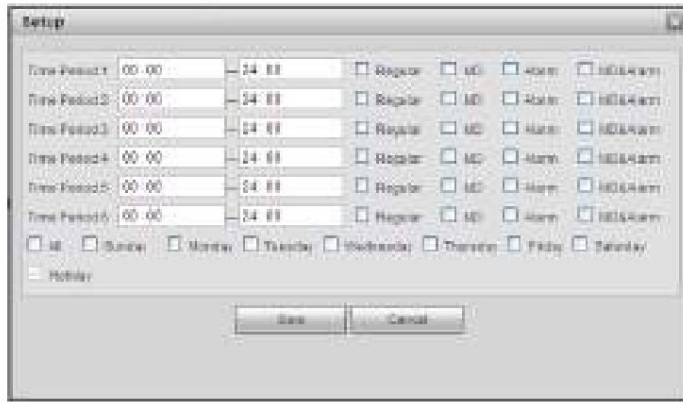 Setup
Time Period 1 00 00 — 24 00 Regular MD Alarm MD&Alarm
Time Period 2 00 00 — 24 00 Regular MD Alarm MD&Alarm
Time Period 3 00 00 — 24 00 Regular MD Alarm MD&Alarm
Time Period 4 00 00 — 24 00 Regular MD Alarm MD&Alarm
Time Period 5 00 00 — 24 00 Regular MD Alarm MD&Alarm
Time Period 6 00 00 — 24 00 Regular MD Alarm MD&Alarm
All Sunday Monday Tuesday Wednesday Thursday Friday Saturday
Holiday
Save Cancel